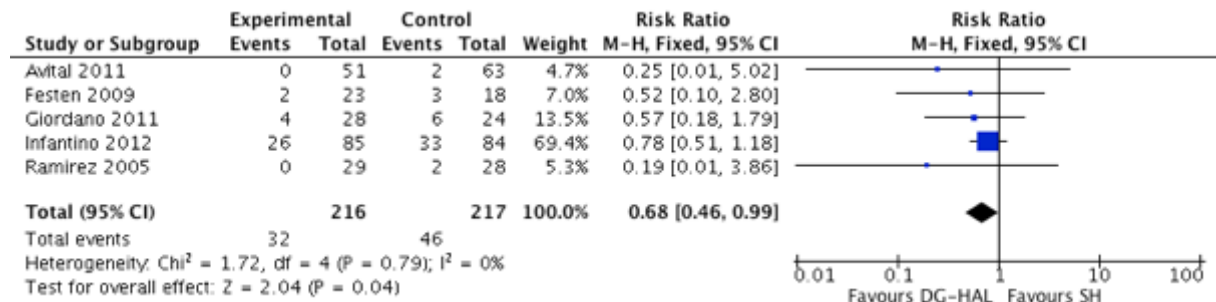 Experimental Control Risk Ratio Risk Ratio
Study or Subgroup Events Total Events Total Weight M-H, Fixed, 95% CI M-H, Fixed, 95% CI
Avital 2011 0 51 2 63 4.7% 0.25 [0.01, 5.02]
Festen 2009 2 23 3 18 7.0% 0.52 [0.10, 2.80]
Giordano 2011 4 28 6 24 13.5% 0.57 [0.18, 1.79]
Infantino 2012 26 85 33 84 69.4% 0.78 [0.51, 1.18]
Ramirez 2005 0 29 2 28 5.3% 0.19 [0.01, 3.86]
Total (95% CI) 216 217 100.0% 0.68 [0.46, 0.99]
Total events 32 46
Heterogeneity: Chi² = 1.72, df = 4 (P = 0.79); I² = 0%
Test for overall effect: Z = 2.04 (P = 0.04)
0.01 0.1 1 10 100
Favours DG-HAL Favours SH